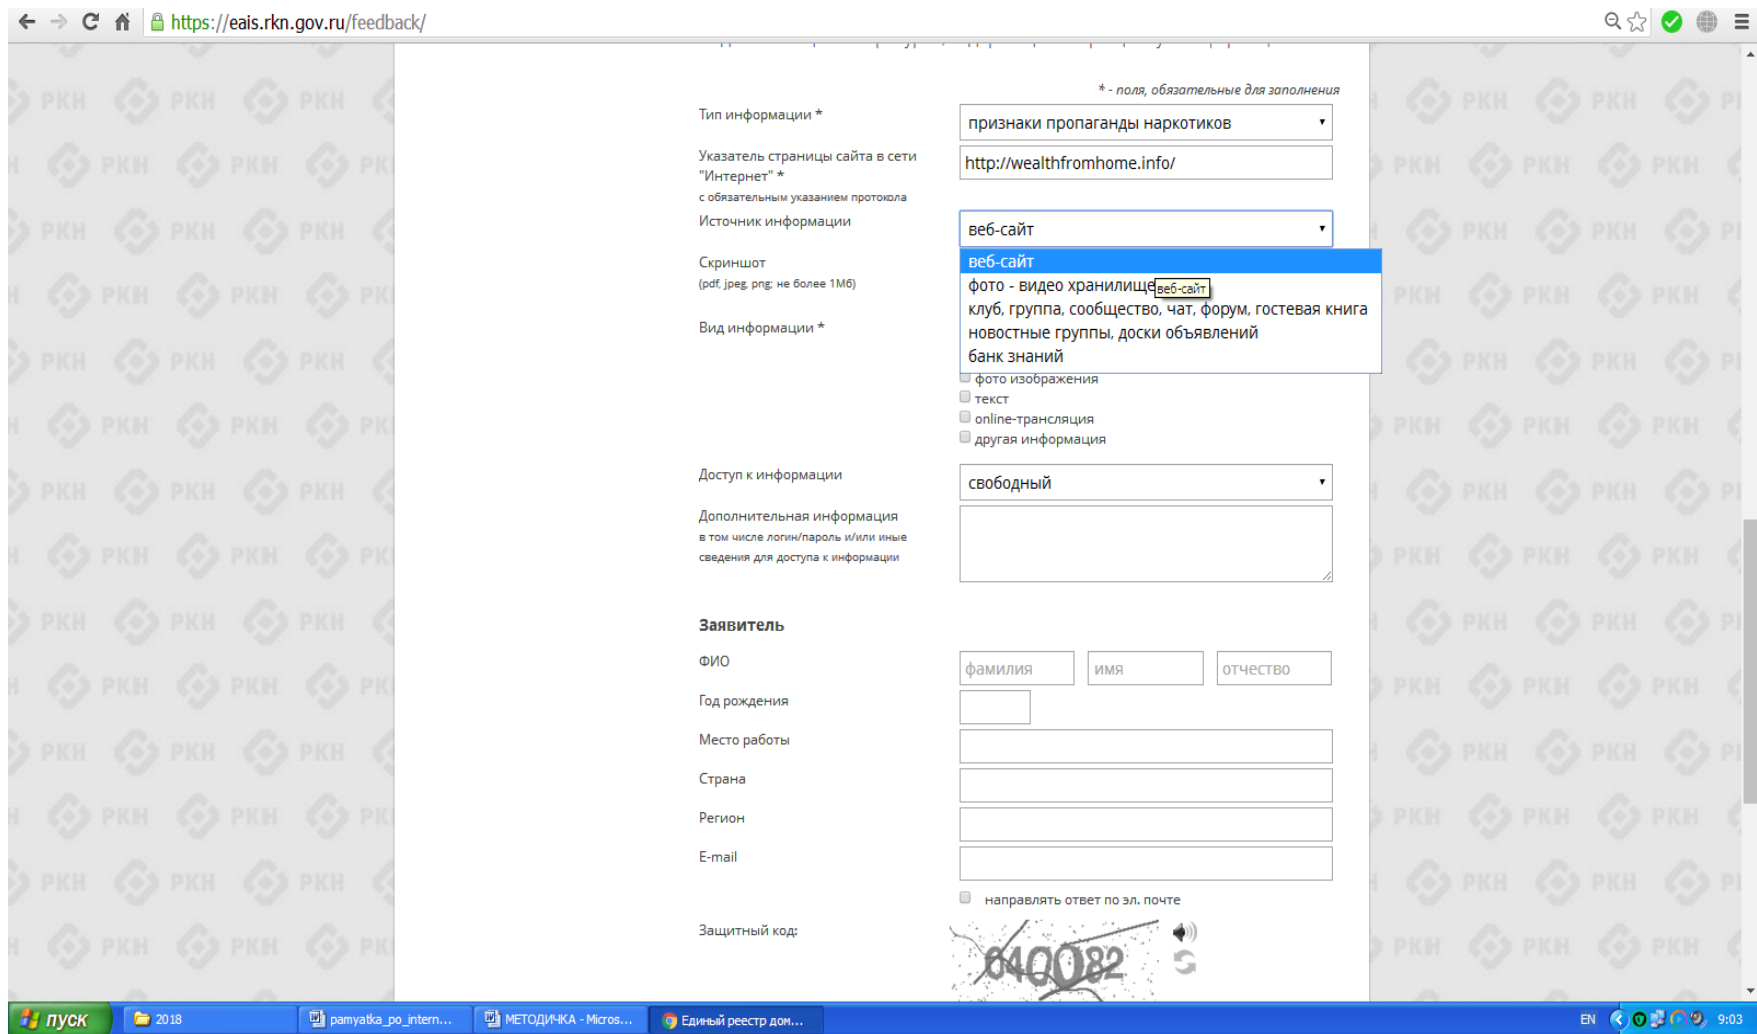 https://eais.rkn.gov.ru/feedback/
* - поля, обязательные для заполнения
Тип информации *
признаки пропаганды наркотиков
Указатель страницы сайта в сети
"Интернет" *
с обязательным указанием протокола
http://wealthfromhome.info/
Источник информации
веб-сайт
веб-сайт
фото - видео хранилище
веб-сайт
клуб, группа, сообщество, чат, форум, гостевая книга
новостные группы, доски объявлений
банк знаний
Скриншот
(pdf, jpeg, png; не более 1Мб)
Вид информации *
фото изображения
текст
online-трансляция
другая информация
Доступ к информации
свободный
Дополнительная информация
в том числе логин/пароль и/или иные
сведения для доступа к информации
Заявитель
ФИО
фамилия
имя
отчество
Год рождения
Место работы
Страна
Регион
E-mail
направлять ответ по эл. почте
Защитный код:
040082
РКН
пуск
2018
pamyatka_po_intern...
МЕТОДИЧКА - Micros...
Единый реестр дом...
EN
9:03